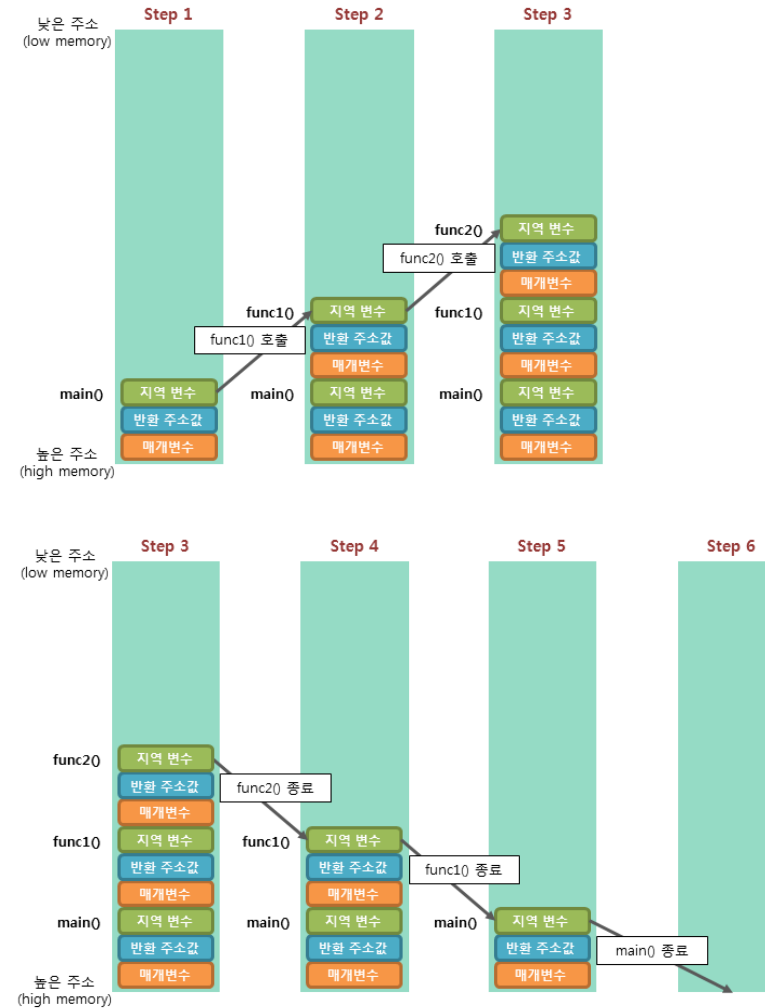 Step 1
Step 2
Step 3
낮은 주소
(low memory)
func2() 지역 변수
func2() 호출
반환 주소값
매개변수
func1() 지역 변수
func1() 지역 변수
func1() 호출
반환 주소값
반환 주소값
매개변수
매개변수
main() 지역 변수
main() 지역 변수
main() 지역 변수
반환 주소값
반환 주소값
반환 주소값
높은 주소
(high memory)
매개변수
매개변수
매개변수
Step 3
Step 4
Step 5
Step 6
낮은 주소
(low memory)
func2() 지역 변수
반환 주소값
func2() 종료
매개변수
func1() 지역 변수
func1() 지역 변수
반환 주소값
반환 주소값
func1() 종료
매개변수
매개변수
main() 지역 변수
main() 지역 변수
main() 지역 변수
반환 주소값
반환 주소값
반환 주소값
main() 종료
높은 주소
(high memory)
매개변수
매개변수
매개변수